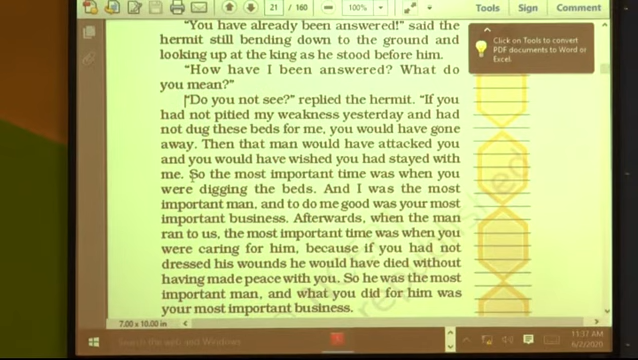 21 / 160
100%
Tools
Sign
Comment
"You have already been answered!" said the
hermit still bending down to the ground and
looking up at the king as he stood before him.
"How have I been answered? What do
you mean?"
"Do you not see?" replied the hermit. "If you
had not pitied my weakness yesterday and had
not dug these beds for me, you would have gone
away. Then that man would have attacked you
and you would have wished you had stayed with
me. So the most important time was when you
were digging the beds. And I was the most
important man, and to do me good was your most
important business. Afterwards, when the man
ran to us, the most important time was when you
were caring for him, because if you had not
dressed his wounds he would have died without
having made peace with you. So he was the most
important man, and what you did for him was
your most important business.
Click on Tools to convert
PDF documents to Word or
Excel.
7.00 x 10.00 in
Search the web and Windows
11:37 AM
6/2/2020